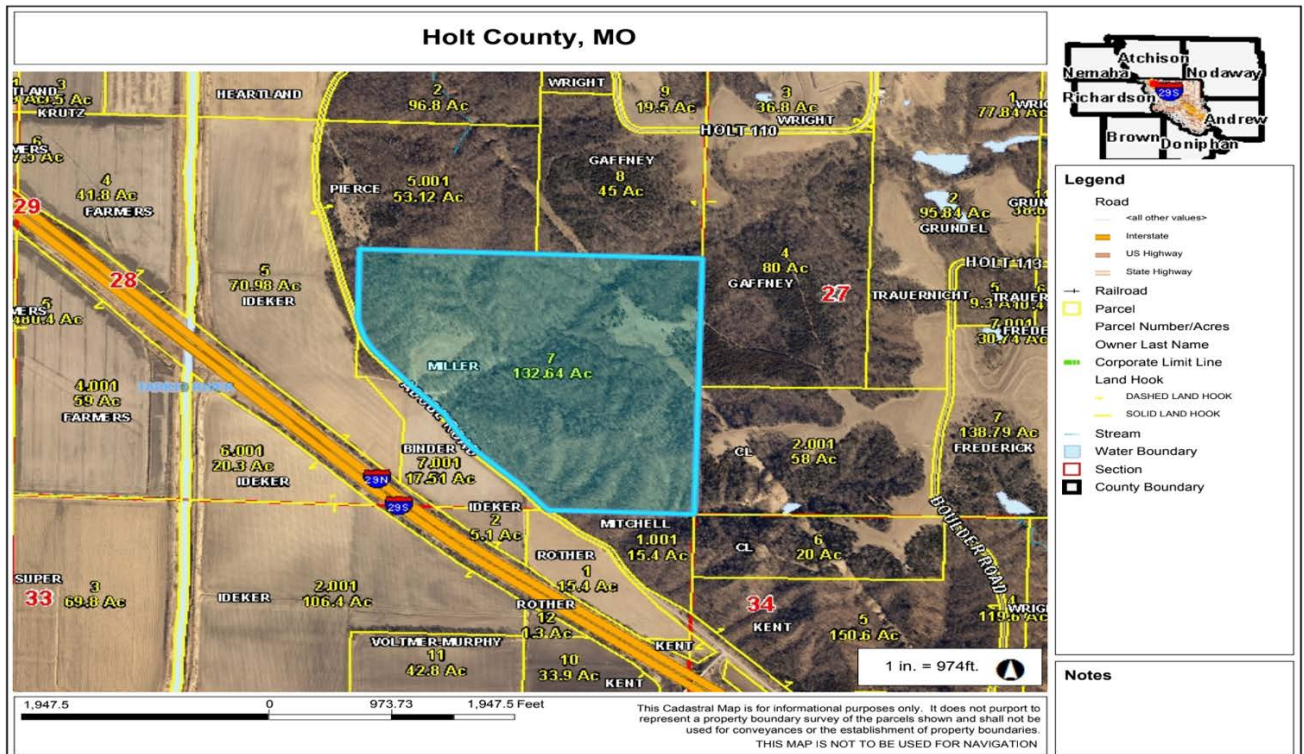 Holt County, MO
Atchison
Nemaha
Nodaway
Richardson
29S
Andrew
Brown
Doniphan
Legend
Road
<all other values>
Interstate
US Highway
State Highway
Railroad
Parcel
Parcel Number/Acres
Owner Last Name
Corporate Limit Line
Land Hook
DASHED LAND HOOK
SOLID LAND HOOK
Stream
Water Boundary
Section
County Boundary
Notes
KRUTZ
HEARTLAND
2
96.8 Ac
WRIGHT
9
19.5 Ac
3
36.8 Ac
WRIGHT
HOLT 110
1
77.84 Ac
4
41.8 Ac
FARMERS
PIERCE
5.001
53.12 Ac
GAFFNEY
8
45 Ac
2
95.84 Ac
GRUNDEL
29
28
5
70.98 Ac
IDEKER
4
80 Ac
GAFFNEY
27
TRAUERNICHT
HOLT 113
5
9.3 Ac
7.001
30.74 Ac
MILLER
7
132.64 Ac
4.001
59 Ac
FARMERS
6.001
20.3 Ac
IDEKER
BINDER
7.001
17.51 Ac
CL
2.001
58 Ac
7
138.79 Ac
FREDERICK
BOULDER ROAD
29N
29S
IDEKER
2
5.1 Ac
MITCHELL
1.001
15.4 Ac
ROTHER
1
15.4 Ac
CL
6
20 Ac
SUPER
3
69.8 Ac
33
IDEKER
2.001
106.4 Ac
ROTHER
12
1.3 Ac
34
KENT
5
150.6 Ac
119.6 Ac
VOLTMER-MURPHY
11
42.8 Ac
10
33.9 Ac
KENT
KENT
1 in. = 974ft.
1,947.5 0 973.73 1,947.5 Feet
This Cadastral Map is for informational purposes only. It does not purport to
represent a property boundary survey of the parcels shown and shall not be
used for conveyances or the establishment of property boundaries.
THIS MAP IS NOT TO BE USED FOR NAVIGATION